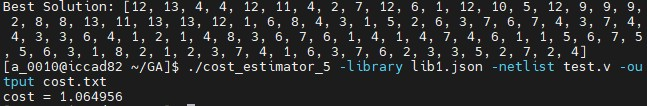 Best Solution: [12, 13, 4, 4, 12, 11, 4, 2, 7, 12, 6, 1, 12, 10, 5, 12, 9, 9, 9,
2, 8, 8, 13, 11, 13, 13, 12, 1, 6, 8, 4, 3, 1, 5, 2, 6, 3, 7, 6, 7, 4, 3, 7, 4,
4, 4, 3, 3, 6, 4, 1, 2, 1, 4, 8, 3, 6, 7, 6, 1, 4, 1, 4, 7, 4, 6, 1, 1, 5, 6, 7, 5
, 5, 6, 3, 1, 8, 2, 1, 2, 3, 7, 4, 1, 6, 3, 7, 6, 2, 3, 3, 5, 2, 7, 2, 4]
[a_0010@iccad82 ~/GA]$ ./cost_estimator_5 -library lib1.json -netlist test.v -ou
tput cost.txt
cost = 1.064956